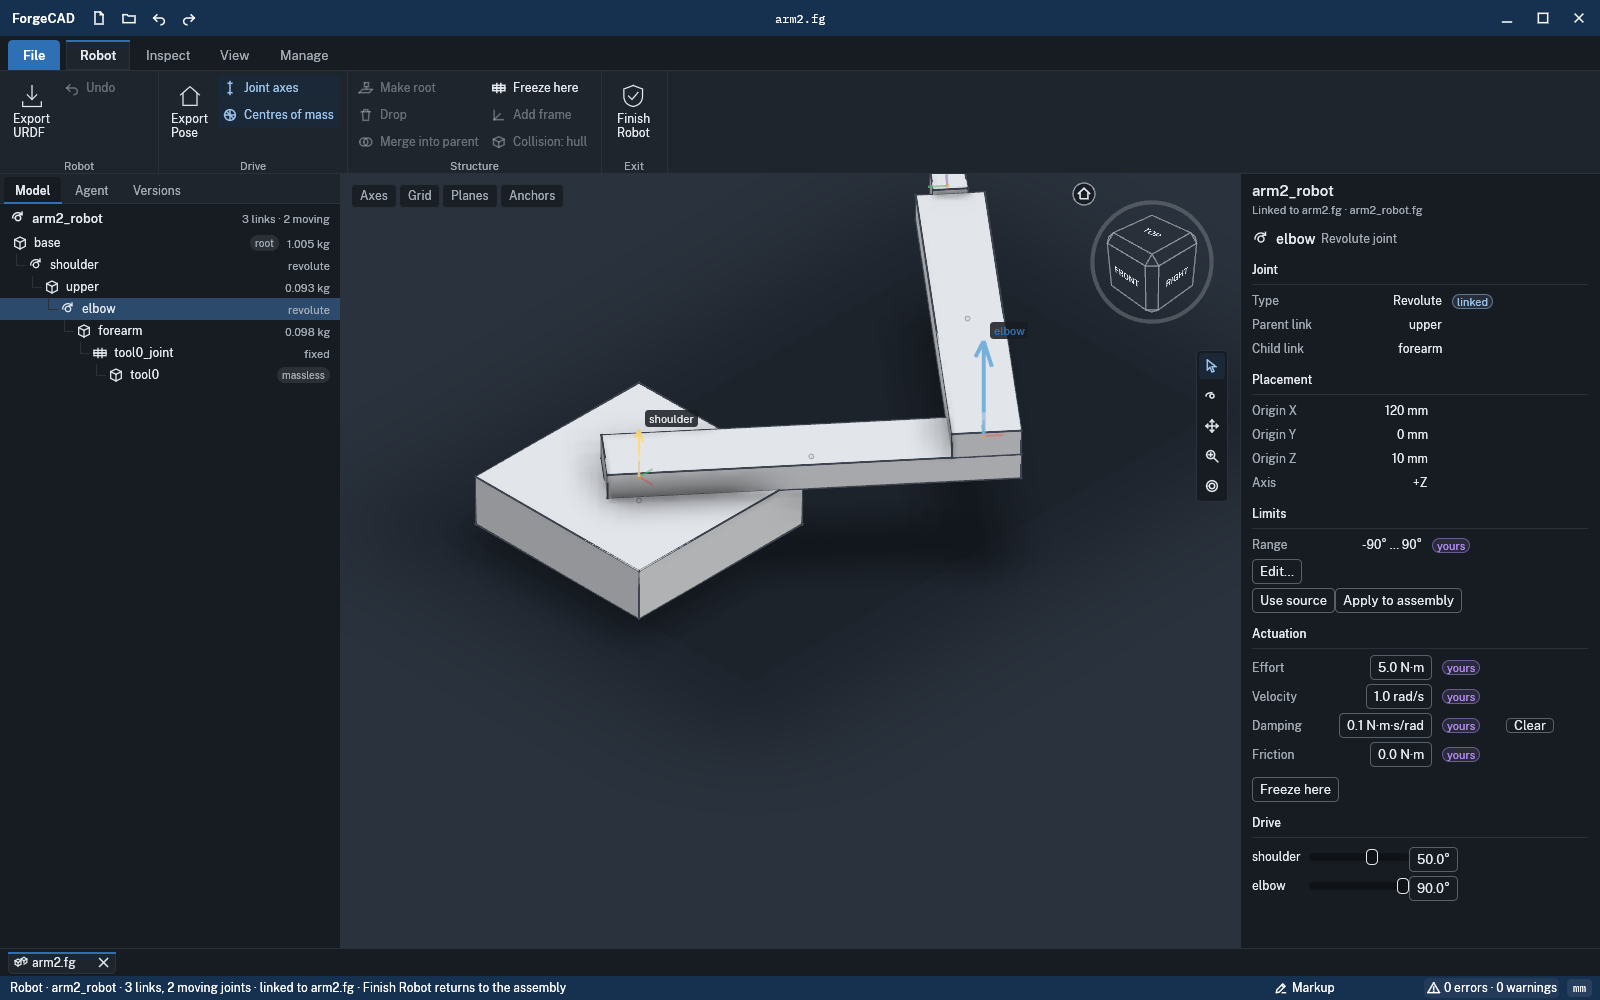 ForgeCAD
arm2.fg
File
Robot
Inspect
View
Manage
Export URDF
Undo
Robot
Export Pose
Joint axes
Centres of mass
Drive
Make root
Drop
Merge into parent
Freeze here
Add frame
Collision: hull
Structure
Finish Robot
Exit
Model
Agent
Versions
arm2_robot 3 links · 2 moving
base root 1.005 kg
shoulder revolute
upper 0.093 kg
elbow revolute
forearm 0.098 kg
tool0_joint fixed
tool0 massless
Axes
Grid
Planes
Anchors
TOP
FRONT
RIGHT
elbow
shoulder
arm2_robot
Linked to arm2.fg · arm2_robot.fg
elbow Revolute joint
Joint
Type Revolute linked
Parent link upper
Child link forearm
Placement
Origin X 120 mm
Origin Y 0 mm
Origin Z 10 mm
Axis +Z
Limits
Range -90° ... 90° yours
Edit...
Use source Apply to assembly
Actuation
Effort 5.0 N·m yours
Velocity 1.0 rad/s yours
Damping 0.1 N·m·s/rad yours Clear
Friction 0.0 N·m yours
Freeze here
Drive
shoulder 50.0°
elbow 90.0°
arm2.fg
Robot · arm2_robot · 3 links, 2 moving joints · linked to arm2.fg · Finish Robot returns to the assembly
Markup
0 errors · 0 warnings
mm